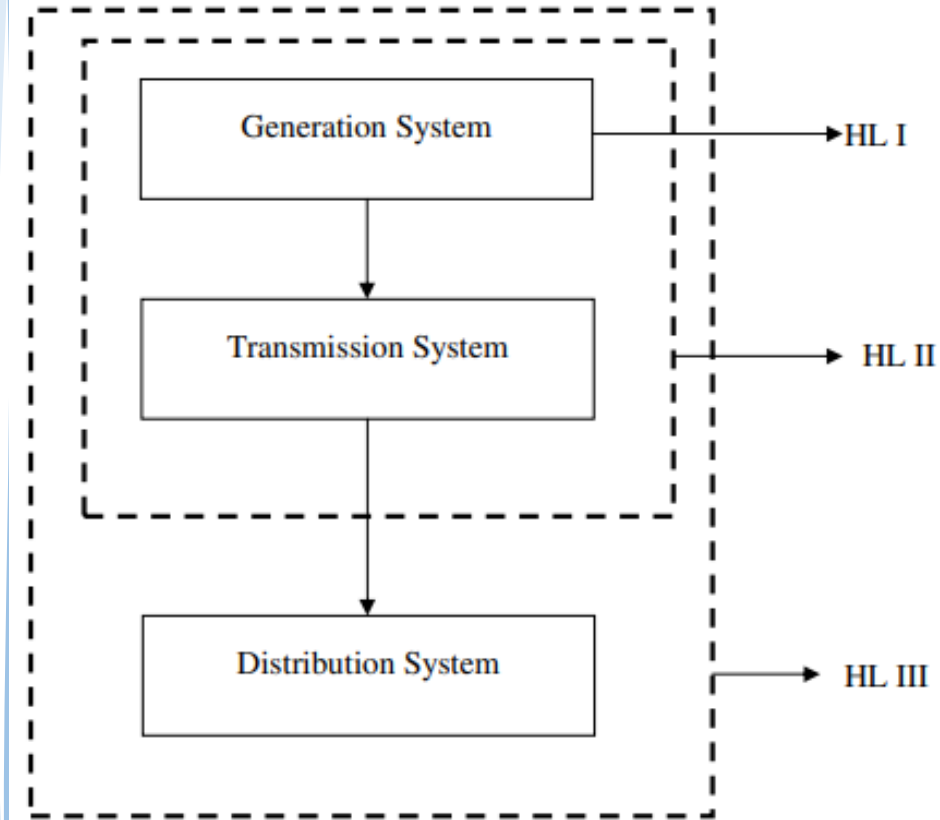 Generation System
HL I
Transmission System
HL II
Distribution System
HL III